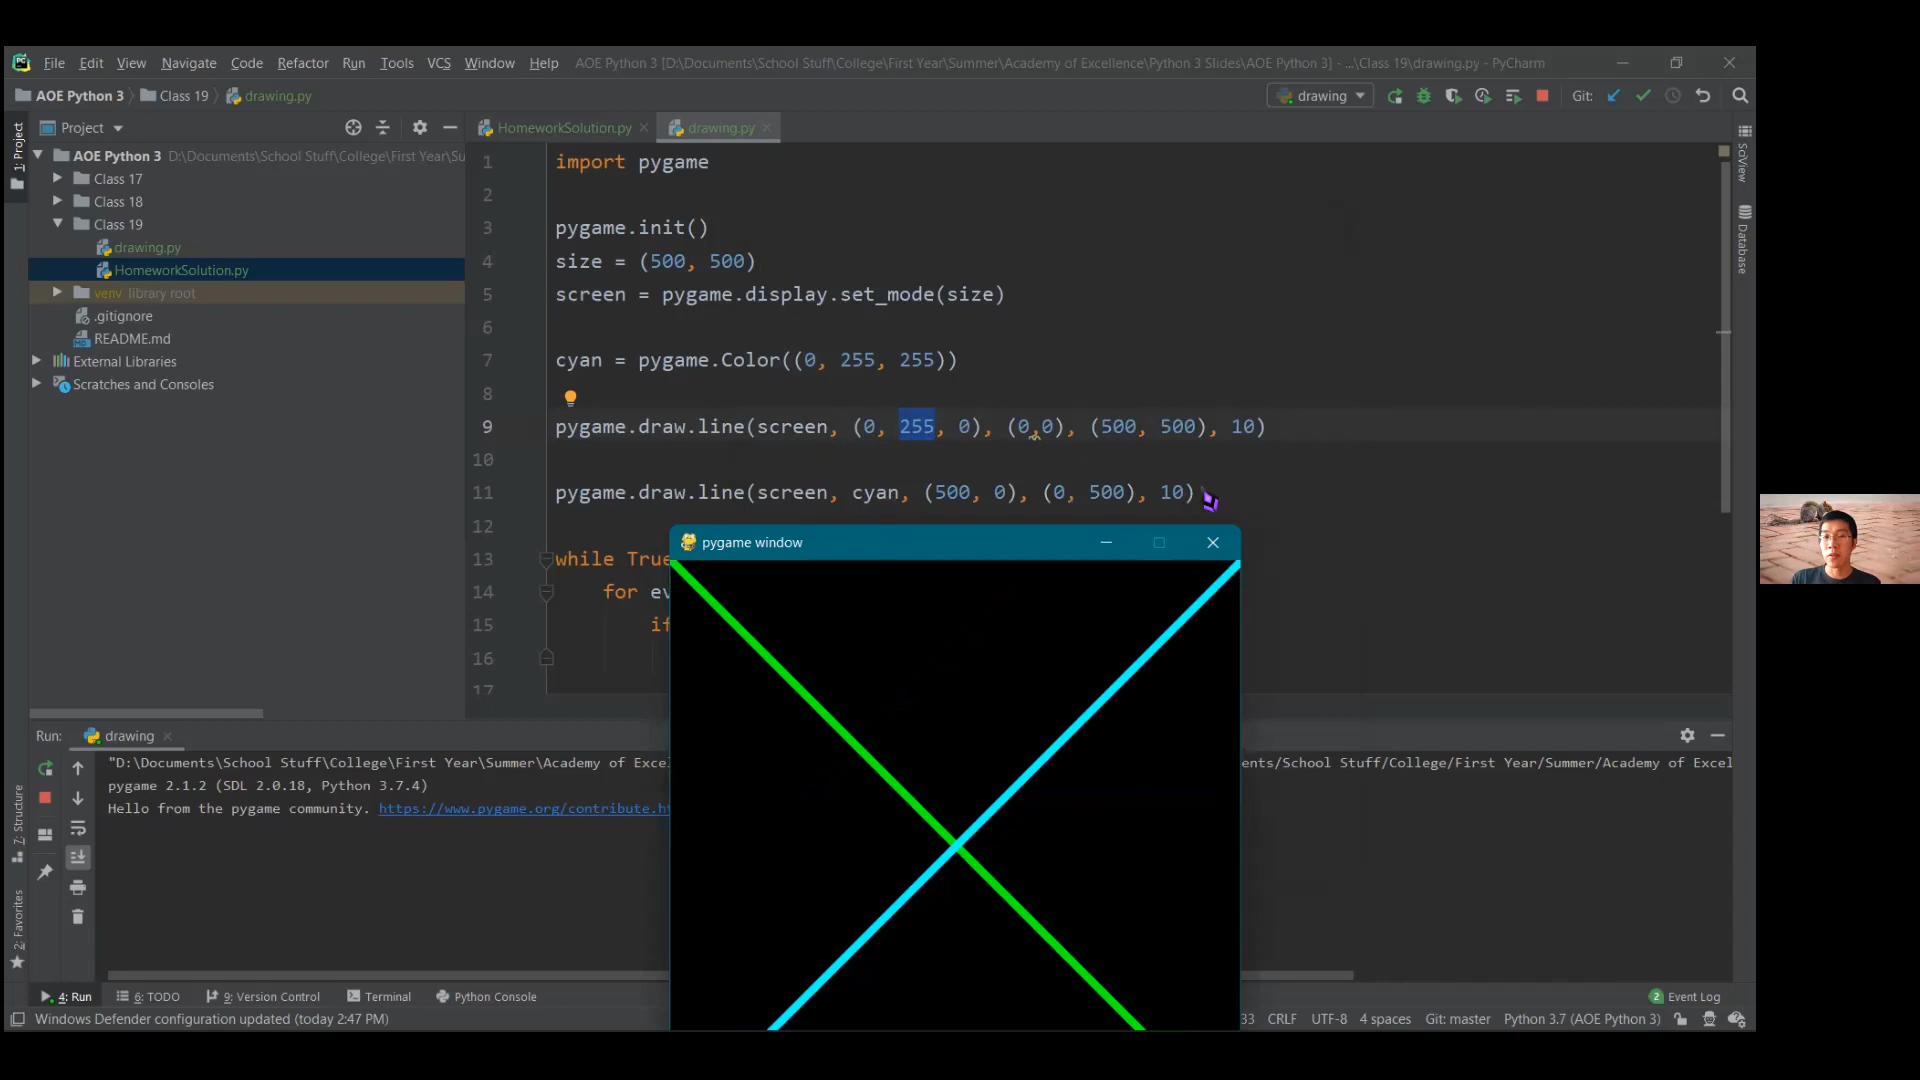 File Edit View Navigate Code Refactor Run Tools VCS Window Help AOE Python 3 [D:\Documents\School Stuff\College\First Year\Summer\Academy of Excellence\Python 3 Slides\AOE Python 3] - ...\Class 19\drawing.py - PyCharm
AOE Python 3 Class 19 drawing.py drawing Git:
Project HomeworkSolution.py drawing.py
1: Project
AOE Python 3 D:\Documents\School Stuff\College\First Year\Su
Class 17
Class 18
Class 19
drawing.py
HomeworkSolution.py
venv library root
.gitignore
README.md
External Libraries
Scratches and Consoles
1 import pygame
2
3 pygame.init()
4 size = (500, 500)
5 screen = pygame.display.set_mode(size)
6
7 cyan = pygame.Color((0, 255, 255))
8
9 pygame.draw.line(screen, (0, 255, 0), (0,0), (500, 500), 10)
10
11 pygame.draw.line(screen, cyan, (500, 0), (0, 500), 10)
12
13 while True
14 for ev
15 if
16
17
SciView
Database
pygame window
Run: drawing
"D:\Documents\School Stuff\College\First Year\Summer\Academy of Excel ents/School Stuff/College/First Year/Summer/Academy of Excel
pygame 2.1.2 (SDL 2.0.18, Python 3.7.4)
Hello from the pygame community. https://www.pygame.org/contribute.ht
7: Structure
2: Favorites
4: Run 6: TODO 9: Version Control Terminal Python Console 2 Event Log
Windows Defender configuration updated (today 2:47 PM) 33 CRLF UTF-8 4 spaces Git: master Python 3.7 (AOE Python 3)